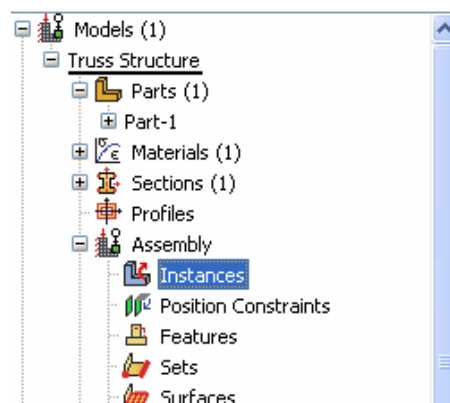 Models (1)
Truss Structure
Parts (1)
Part-1
Materials (1)
Sections (1)
Profiles
Assembly
Instances
Position Constraints
Features
Sets
Surfaces